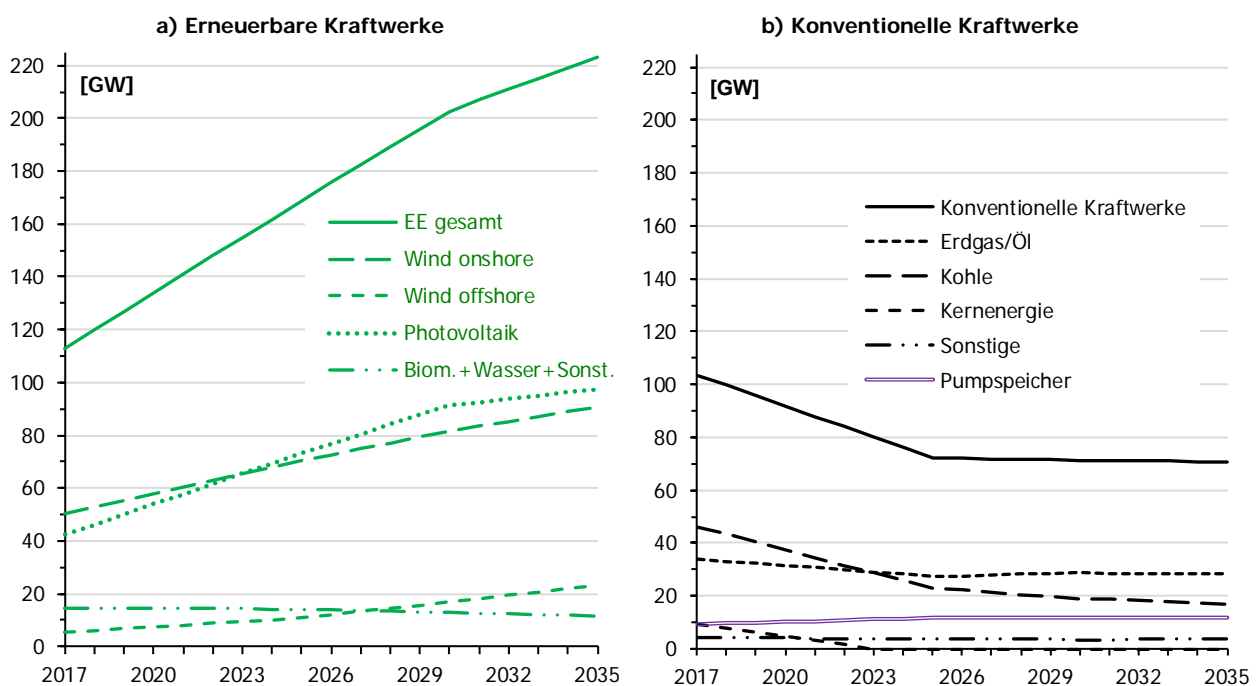 a) Erneuerbare Kraftwerke
[GW]
220
200
180
160
140
120
100
80
60
40
20
0
EE gesamt
Wind onshore
Wind offshore
Photovoltaik
Biom.+Wasser+Sonst.
2017 2020 2023 2026 2029 2032 2035
b) Konventionelle Kraftwerke
[GW]
220
200
180
160
140
120
100
80
60
40
20
0
Konventionelle Kraftwerke
Erdgas/Öl
Kohle
Kernenergie
Sonstige
Pumpspeicher
2017 2020 2023 2026 2029 2032 2035